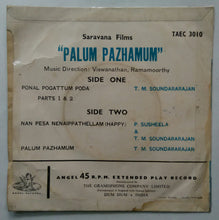 Saravana Films
TAEC 3010
"PALUM PAZHAMUM"
Music Direction: Viswanathan, Ramamoorthy
SIDE ONE
PONAL POGATTUM PODA T. M. SOUNDARARAJAN
PARTS 1 & 2
SIDE TWO
NAN PESA NENAIPPATHELLAM (HAPPY) P. SUSHEELA
&
T. M. SOUNDARARAJAN
PALUM PAZHAMUM T. M. SOUNDARARAJAN
ANGEL 45 R.P.M. EXTENDED PLAY RECORD
THE GRAMOPHONE COMPANY LIMITED
DUM DUM • INDIA